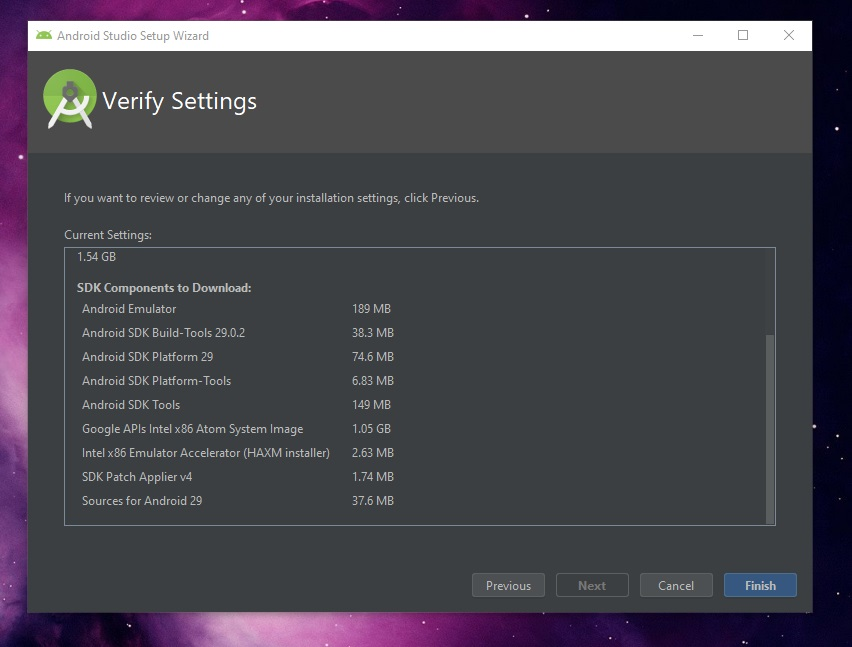 Android Studio Setup Wizard
Verify Settings
If you want to review or change any of your installation settings, click Previous.
Current Settings:
1.54 GB
SDK Components to Download:
Android Emulator 189 MB
Android SDK Build-Tools 29.0.2 38.3 MB
Android SDK Platform 29 74.6 MB
Android SDK Platform-Tools 6.83 MB
Android SDK Tools 149 MB
Google APIs Intel x86 Atom System Image 1.05 GB
Intel x86 Emulator Accelerator (HAXM installer) 2.63 MB
SDK Patch Applier v4 1.74 MB
Sources for Android 29 37.6 MB
Previous Next Cancel Finish